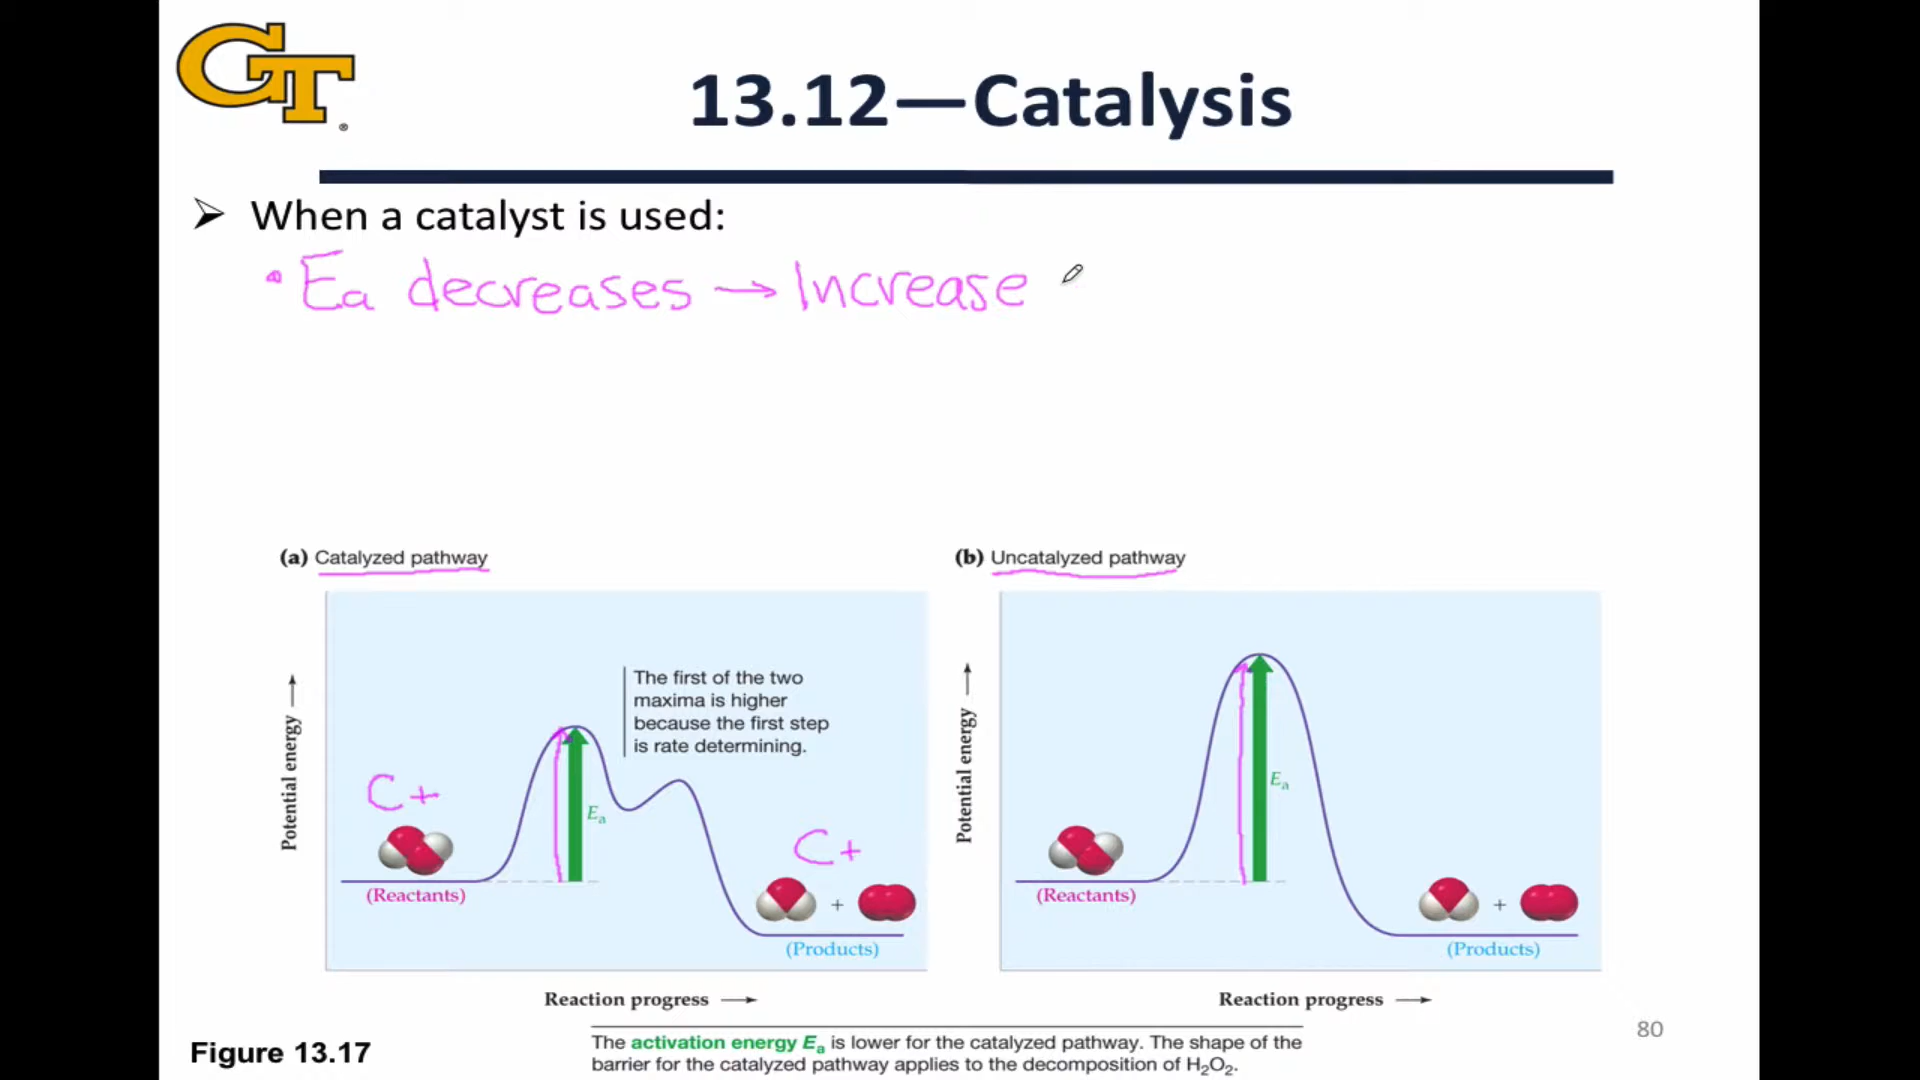 GT
®
13.12—Catalysis
➢ When a catalyst is used:
• Ea decreases → Increase
(a) Catalyzed pathway
Potential energy →
The first of the two
maxima is higher
because the first step
is rate determining.
C +
Ea
C +
+
(Reactants)
(Products)
Reaction progress →
(b) Uncatalyzed pathway
Potential energy →
Ea
+
(Reactants)
(Products)
Reaction progress →
Figure 13.17
The activation energy Ea is lower for the catalyzed pathway. The shape of the
barrier for the catalyzed pathway applies to the decomposition of H₂O₂.
80